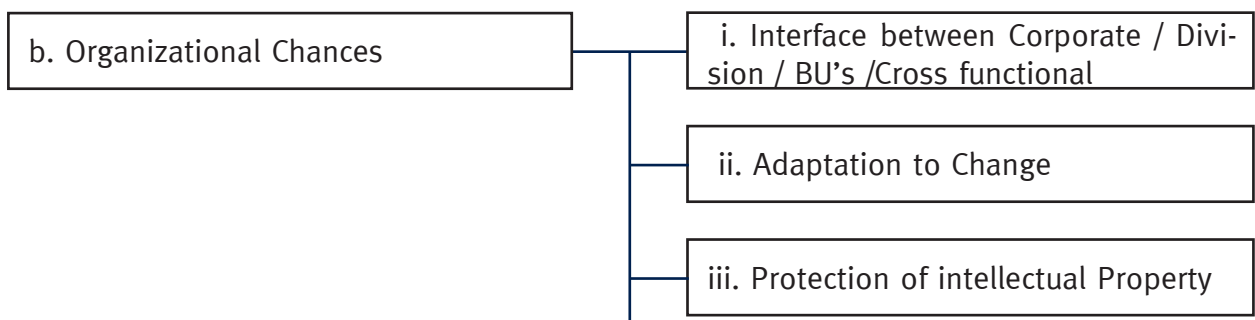 b. Organizational Chances
i. Interface between Corporate / Divi-
sion / BU’s /Cross functional
ii. Adaptation to Change
iii. Protection of intellectual Property